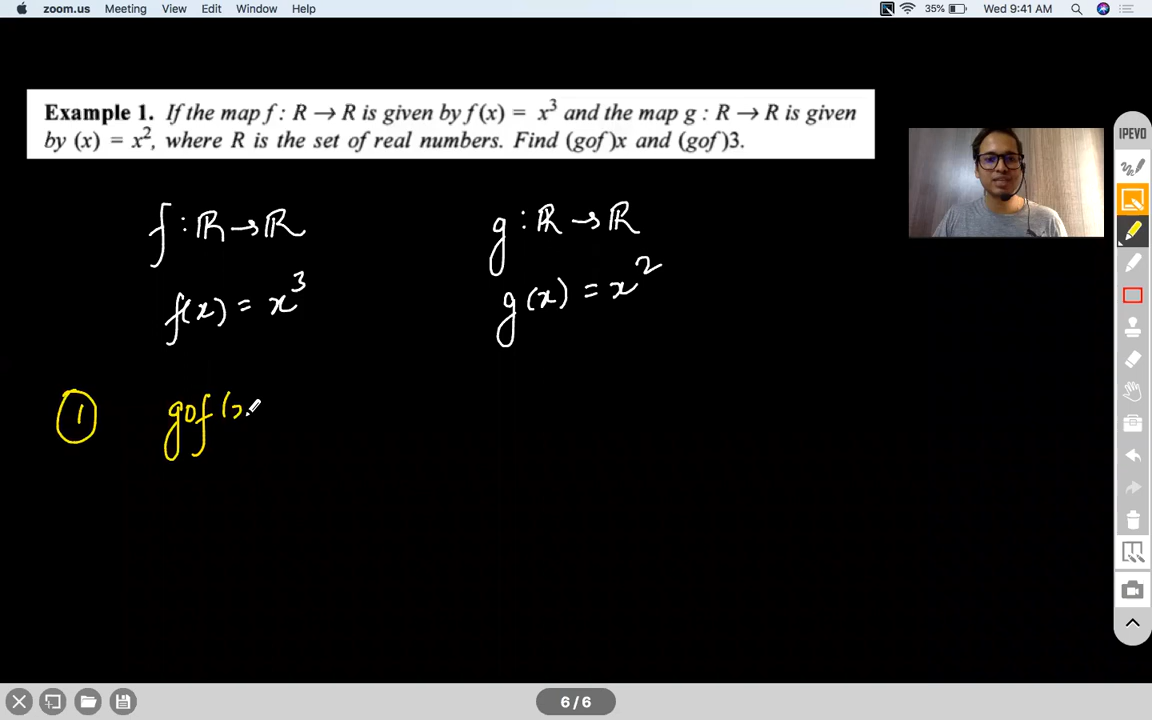 zoom.us Meeting View Edit Window Help 35% Wed 9:41 AM
Example 1. If the map f : R → R is given by f (x) = x³ and the map g : R → R is given
by (x) = x², where R is the set of real numbers. Find (gof )x and (gof )3.
IPEVO
f : ℝ → ℝ g : ℝ → ℝ
f(x) = x³ g(x) = x²
① gof (
6 / 6